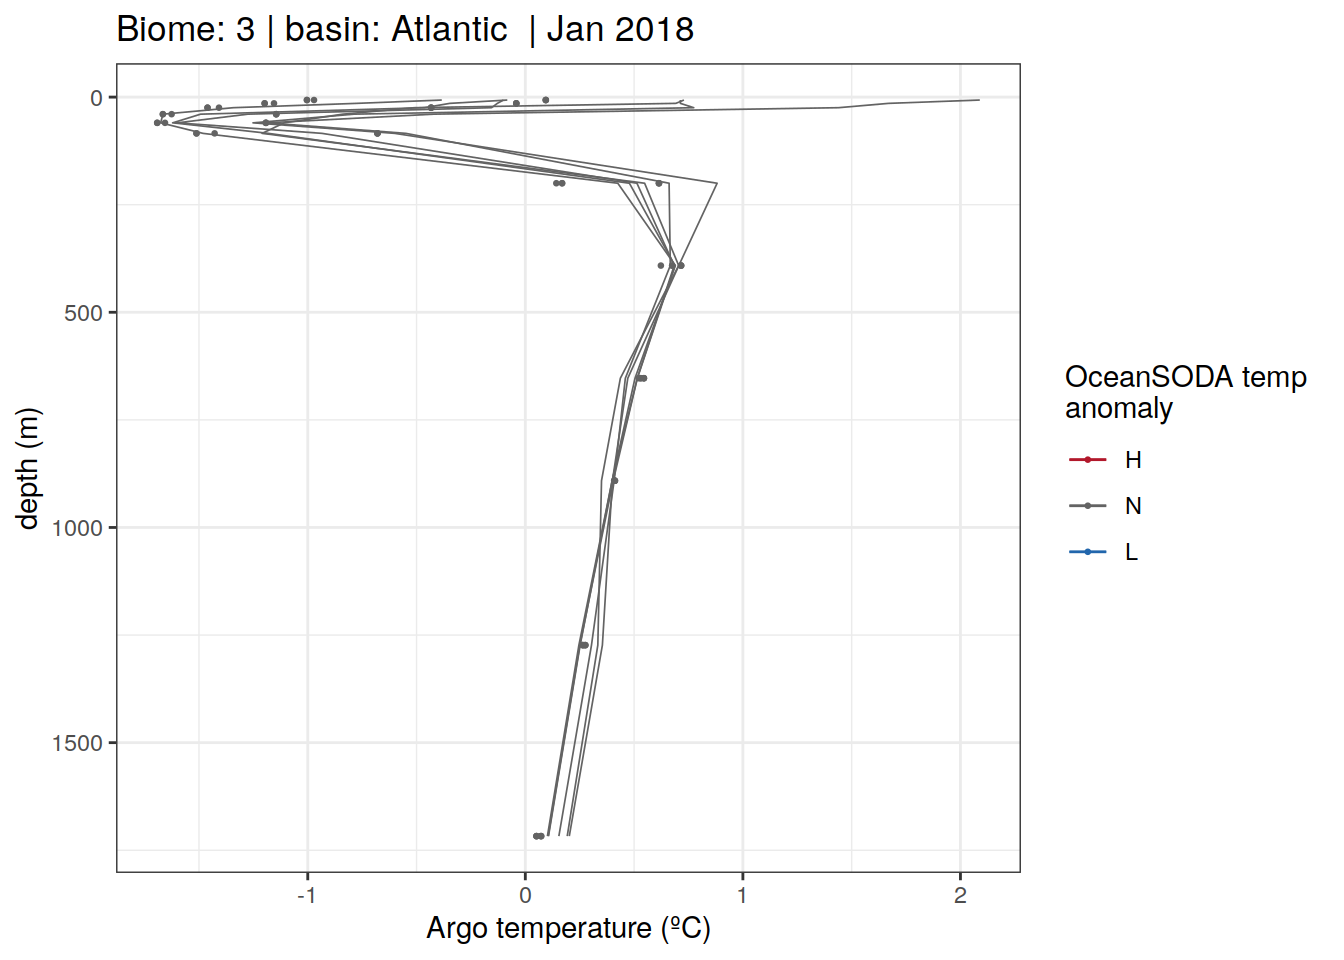 Biome: 3 | basin: Atlantic  | Jan 2018
0
500
1000
1500
depth (m)
-1
0
1
2
Argo temperature (ºC)
OceanSODA temp
anomaly
H
N
L